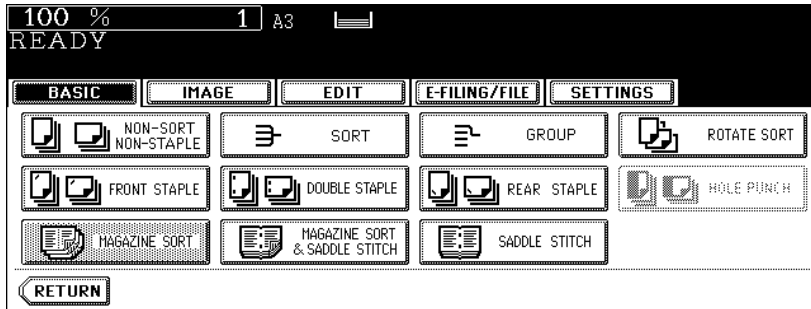 100 % 1 A3
READY
BASIC IMAGE EDIT E-FILING/FILE SETTINGS
NON-SORT
NON-STAPLE
SORT
GROUP
ROTATE SORT
FRONT STAPLE
DOUBLE STAPLE
REAR STAPLE
HOLE PUNCH
MAGAZINE SORT
MAGAZINE SORT
& SADDLE STITCH
SADDLE STITCH
RETURN